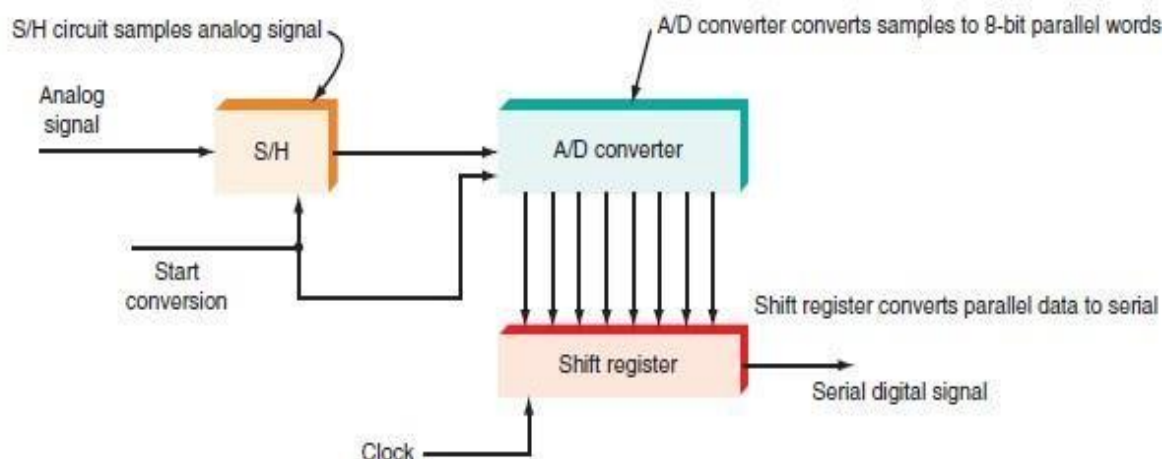 S/H circuit samples analog signal
A/D converter converts samples to 8-bit parallel words
Analog
signal
S/H
A/D converter
Start
conversion
Shift register converts parallel data to serial
Shift register
Serial digital signal
Clock